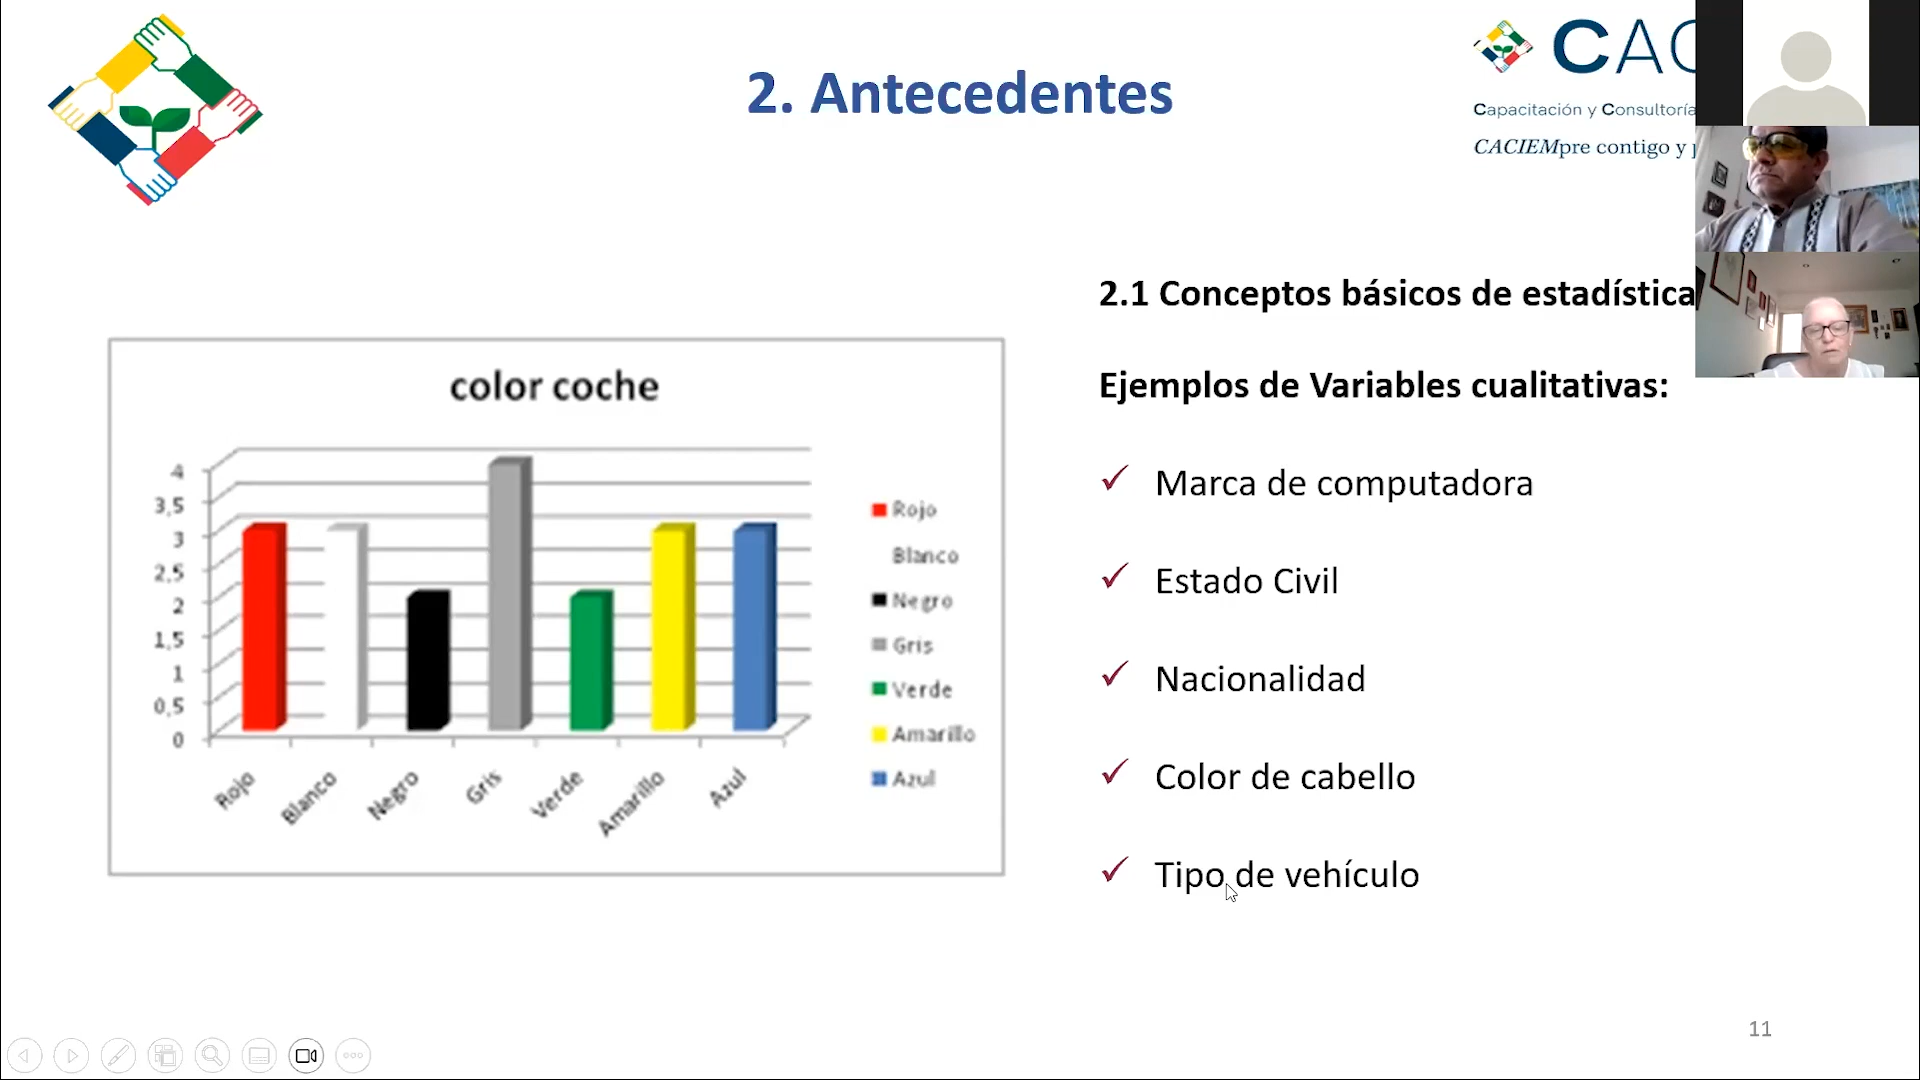 2. Antecedentes
CAC
Capacitación y Consultoría
CACIEMpre contigo y
2.1 Conceptos básicos de estadística
Ejemplos de Variables cualitativas:
✓ Marca de computadora
✓ Estado Civil
✓ Nacionalidad
✓ Color de cabello
✓ Tipo de vehículo
color coche
4
3,5
3
2,5
2
1,5
1
0,5
0
Rojo
Blanco
Negro
Gris
Verde
Amarillo
Azul
Rojo
Blanco
Negro
Gris
Verde
Amarillo
Azul
11